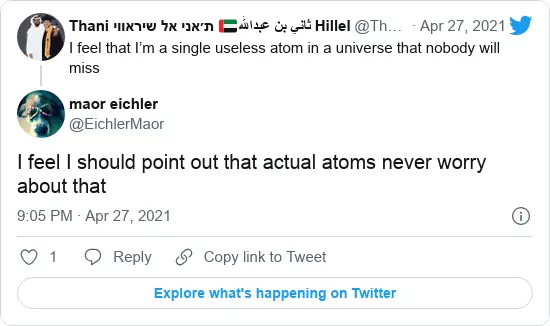 Thani ת׳אני אל שיראווי 🇦🇪 ثاني بن عبدالله Hillel @Th... · Apr 27, 2021
I feel that I’m a single useless atom in a universe that nobody will
miss
maor eichler
@EichlerMaor
I feel I should point out that actual atoms never worry
about that
9:05 PM · Apr 27, 2021
1 Reply Copy link to Tweet
Explore what's happening on Twitter